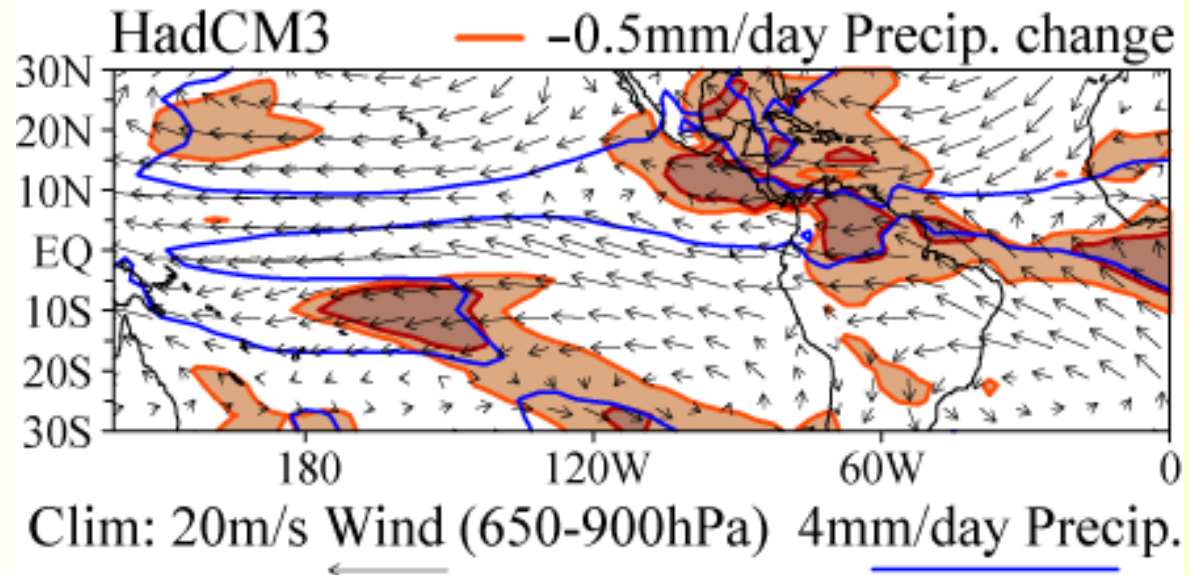 HadCM3 –0.5mm/day Precip. change
30N
20N
10N
EQ
10S
20S
30S
180 120W 60W 0
Clim: 20m/s Wind (650-900hPa) 4mm/day Precip.